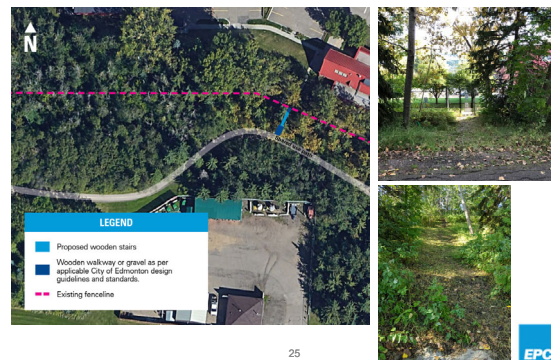 N
LEGEND
Proposed wooden stairs
Wooden walkway or gravel as per
applicable City of Edmonton design
guidelines and standards.
Existing fenceline
25
EPC